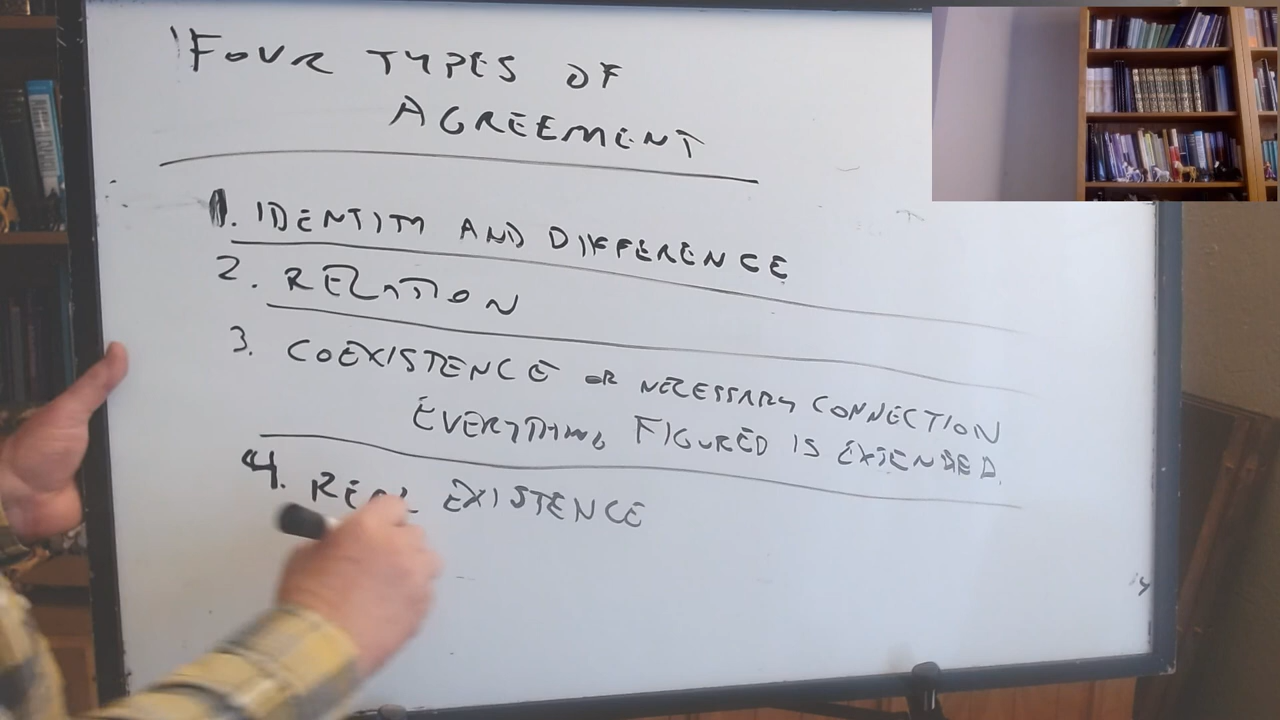 FOUR TYPES OF
AGREEMENT
1. IDENTITY AND DIFFERENCE
2. RELATION
3. COEXISTENCE OR NECESSARY CONNECTION
EVERYTHING FIGURED IS EXTENDED.
4. REAL EXISTENCE